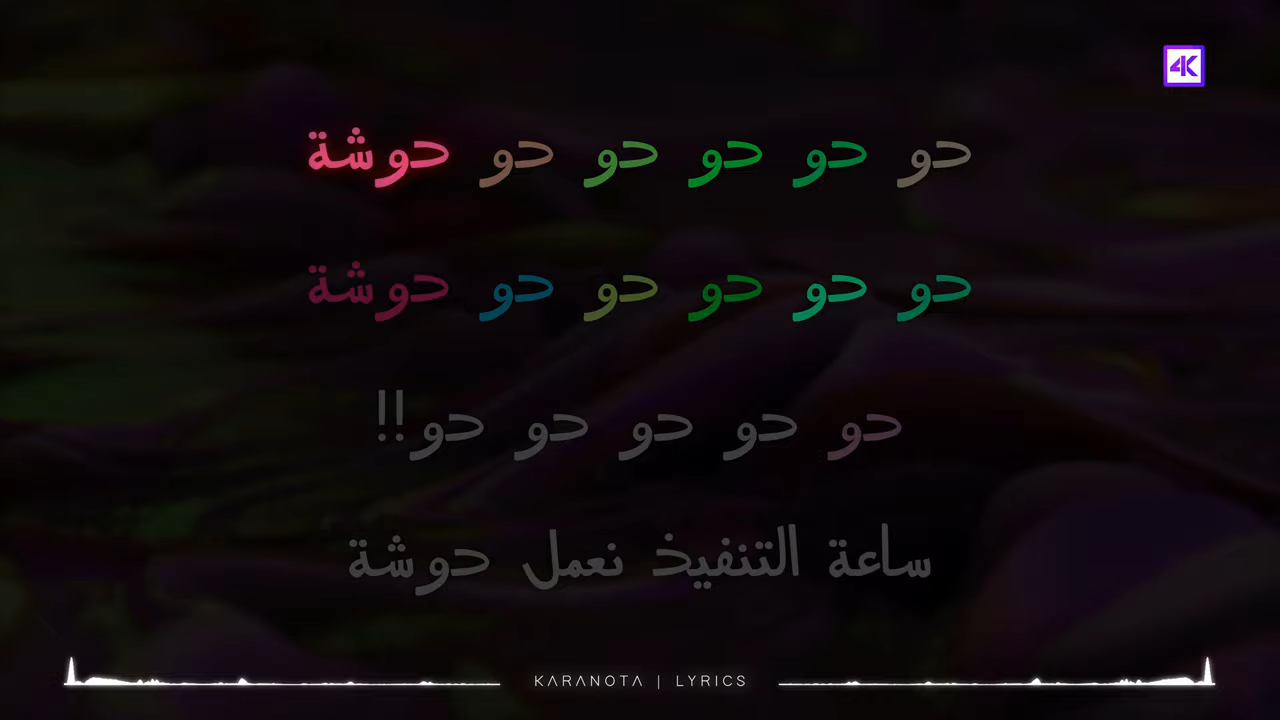 4K
دو دو دو دو دو دوشة
دو دو دو دو دو دوشة
دو دو دو دو دو!!
ساعة التنفيذ نعمل دوشة
KARANOTA | LYRICS